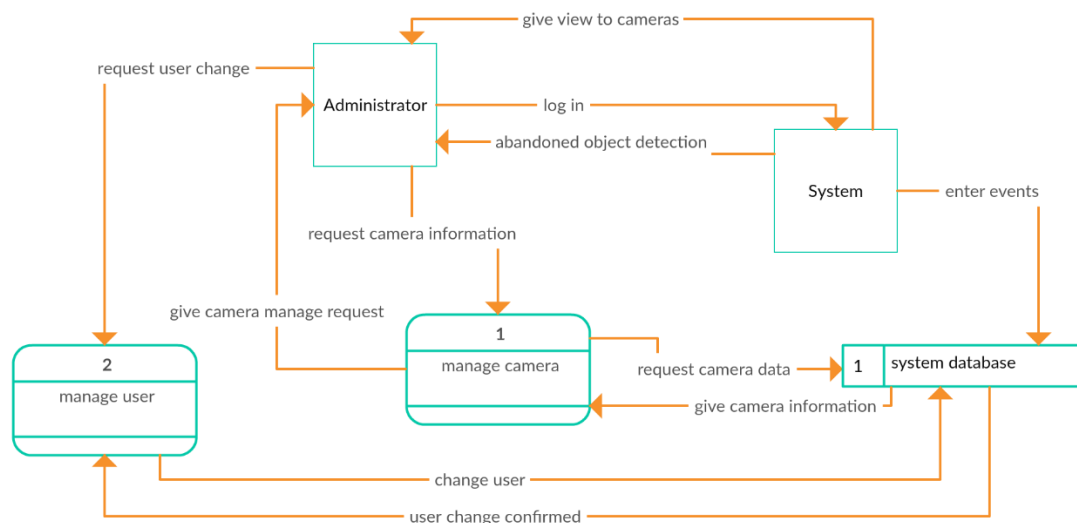 give view to cameras
request user change
Administrator
log in
abandoned object detection
System
enter events
request camera information
give camera manage request
1
manage camera
2
manage user
request camera data
1
system database
give camera information
change user
user change confirmed